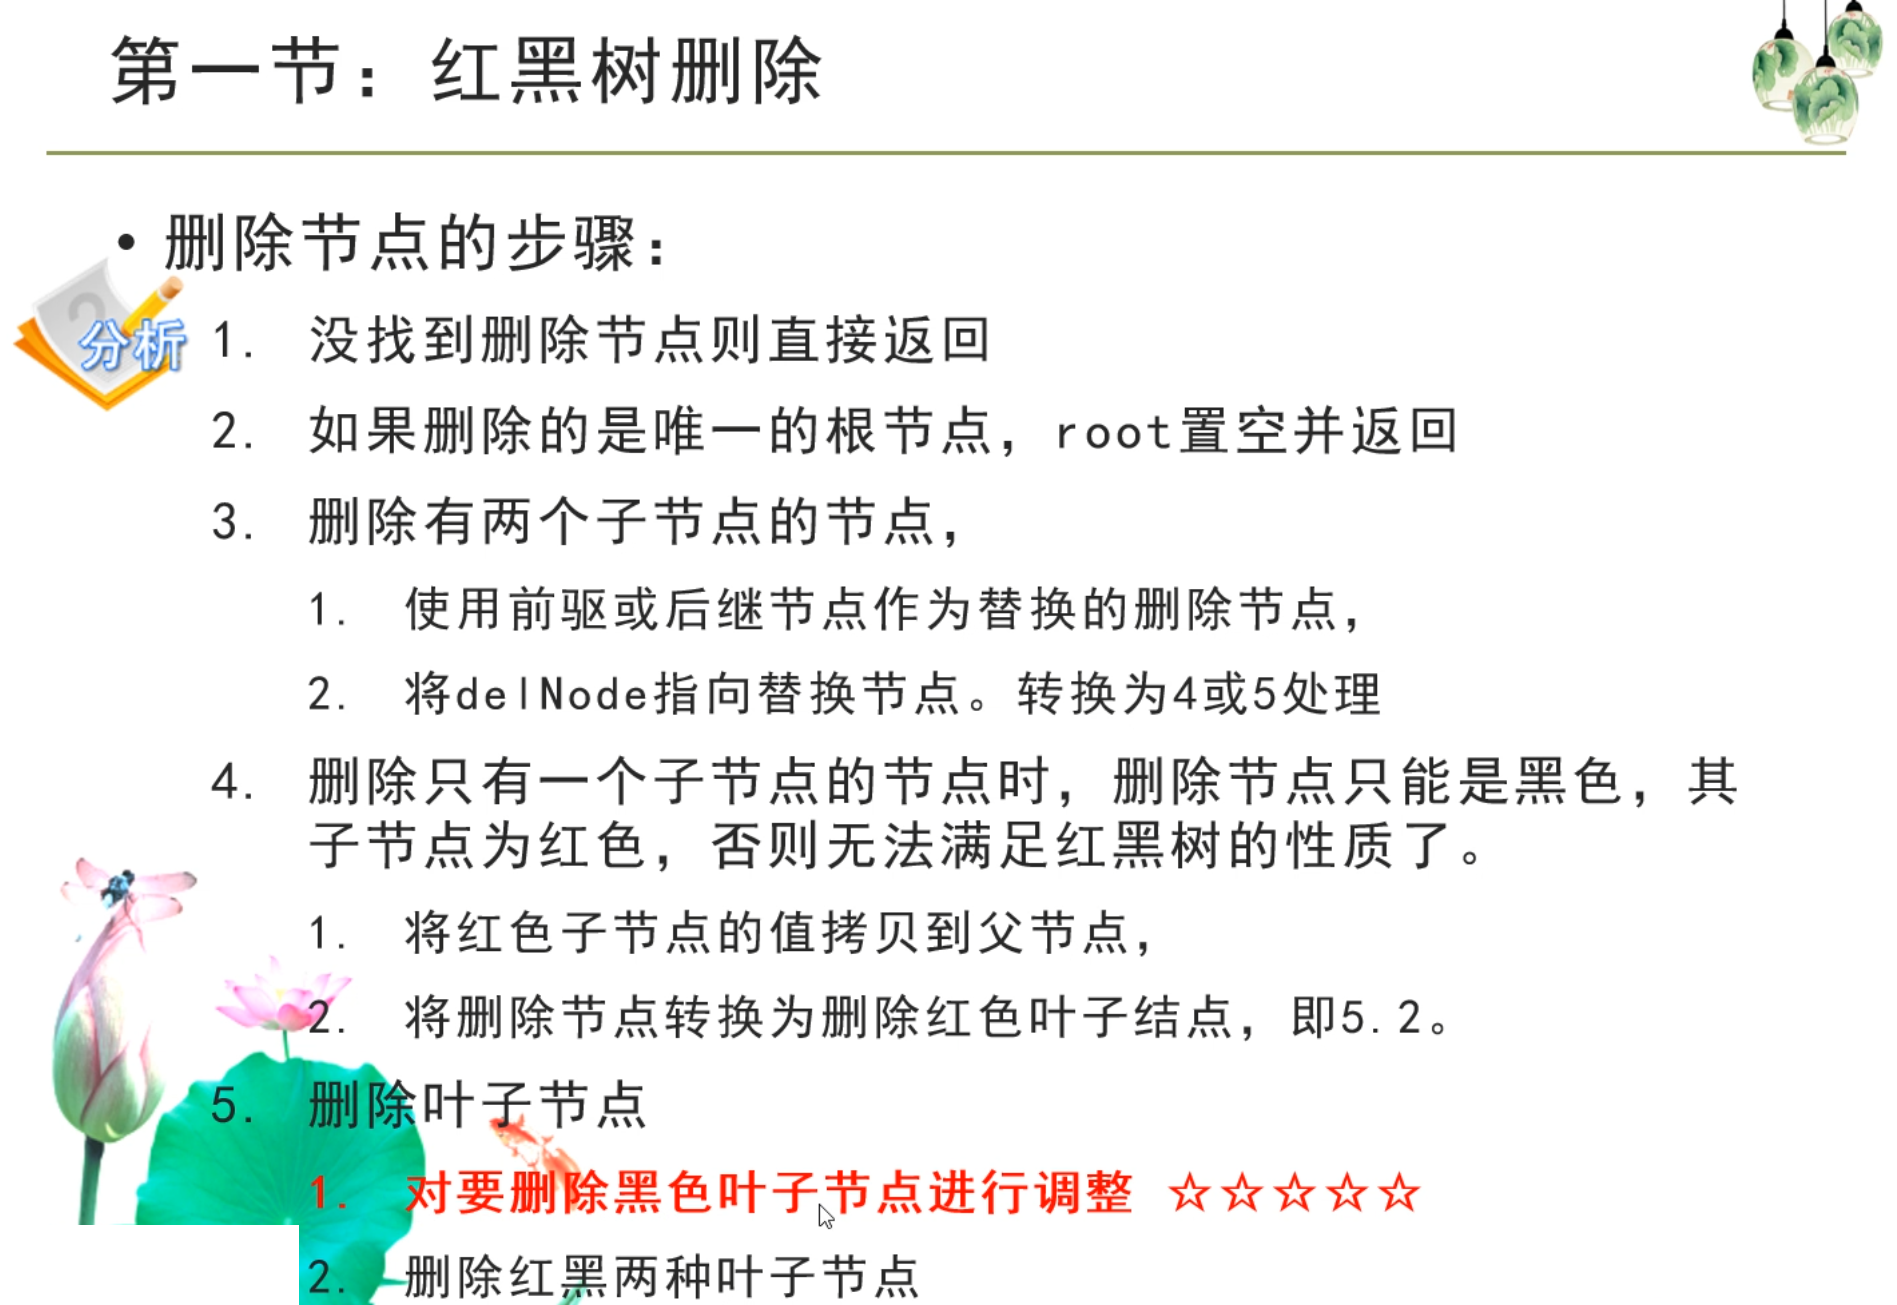 第一节：红黑树删除
• 删除节点的步骤：
分析
1. 没找到删除节点则直接返回
2. 如果删除的是唯一的根节点，root置空并返回
3. 删除有两个子节点的节点，
1. 使用前驱或后继节点作为替换的删除节点，
2. 将delNode指向替换节点。转换为4或5处理
4. 删除只有一个子节点的节点时，删除节点只能是黑色，其
子节点为红色，否则无法满足红黑树的性质了。
1. 将红色子节点的值拷贝到父节点，
2. 将删除节点转换为删除红色叶子结点，即5.2。
5. 删除叶子节点
1. 对要删除黑色叶子节点进行调整 ☆☆☆☆☆
2. 删除红黑两种叶子节点